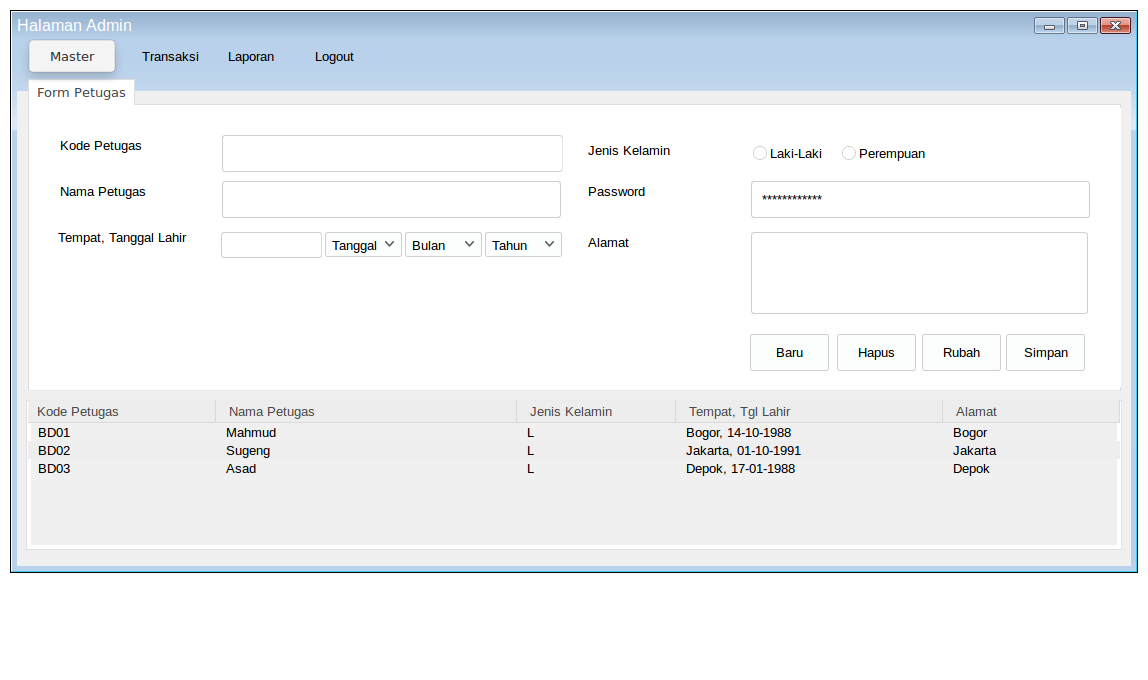 Halaman Admin
Master Transaksi Laporan Logout
Form Petugas
Kode Petugas
Jenis Kelamin Laki-Laki Perempuan
Nama Petugas
Password ************
Tempat, Tanggal Lahir Tanggal Bulan Tahun
Alamat
Baru Hapus Rubah Simpan
Kode Petugas Nama Petugas Jenis Kelamin Tempat, Tgl Lahir Alamat
BD01 Mahmud L Bogor, 14-10-1988 Bogor
BD02 Sugeng L Jakarta, 01-10-1991 Jakarta
BD03 Asad L Depok, 17-01-1988 Depok